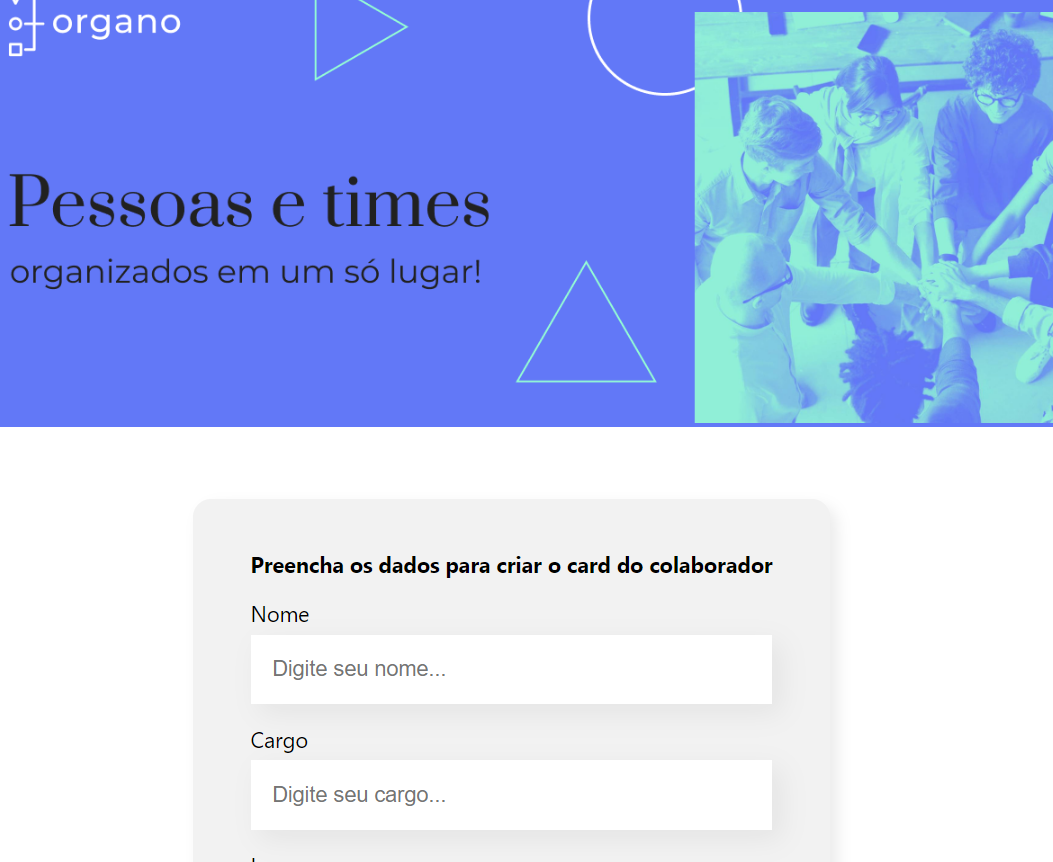 organo
Pessoas e times
organizados em um só lugar!
Preencha os dados para criar o card do colaborador
Nome
Digite seu nome...
Cargo
Digite seu cargo...